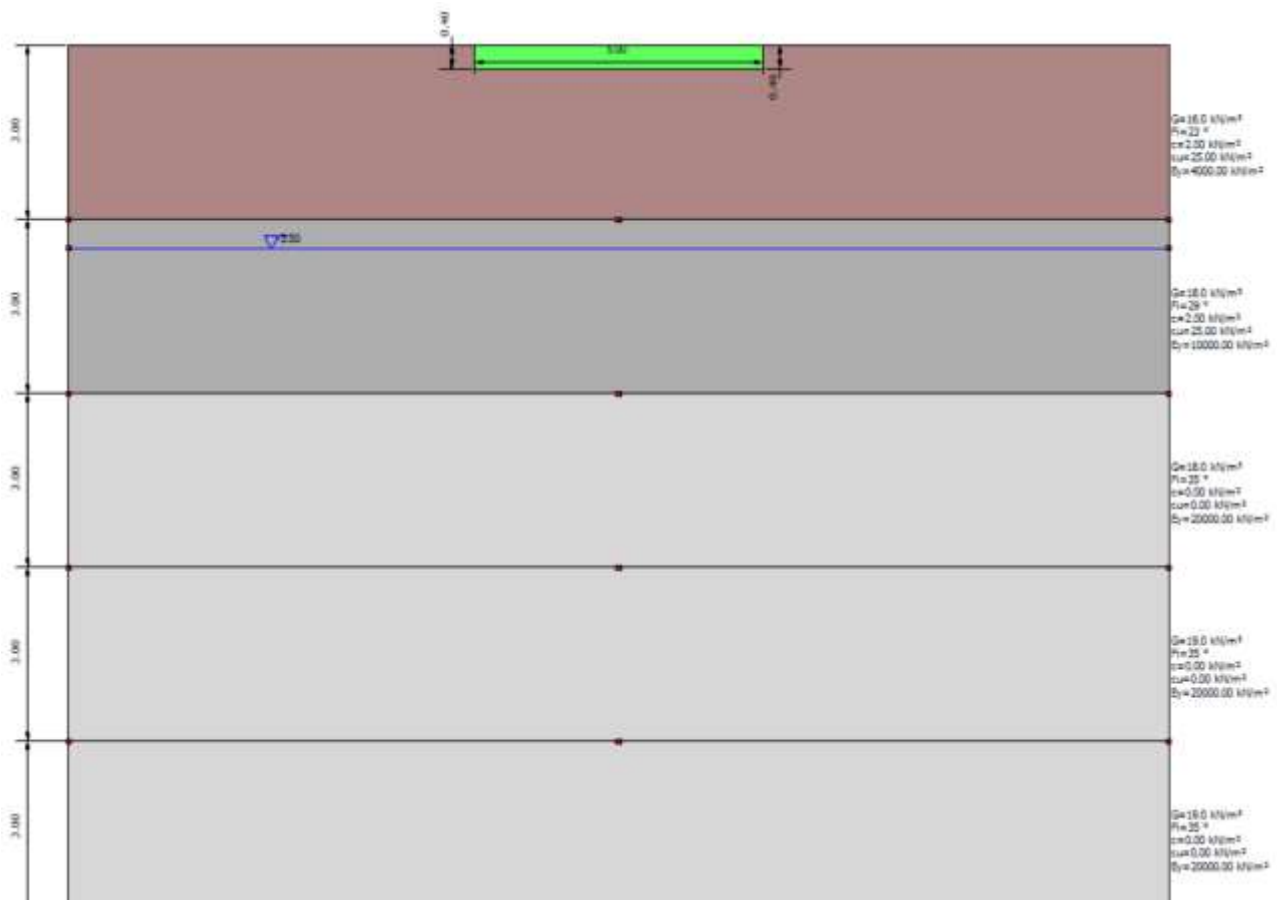 0.40
5.00
0.40
3.00
G=16.0 kN/m³
Fi=23 °
c=2.00 kN/m²
cu=25.00 kN/m²
Ey=4000.00 kN/m²
3.00
G=18.0 kN/m³
Fi=29 °
c=2.00 kN/m²
cu=25.00 kN/m²
Ey=10000.00 kN/m²
3.00
G=18.0 kN/m³
Fi=35 °
c=0.00 kN/m²
cu=0.00 kN/m²
Ey=20000.00 kN/m²
3.00
G=19.0 kN/m³
Fi=35 °
c=0.00 kN/m²
cu=0.00 kN/m²
Ey=20000.00 kN/m²
3.00
G=19.0 kN/m³
Fi=35 °
c=0.00 kN/m²
cu=0.00 kN/m²
Ey=20000.00 kN/m²